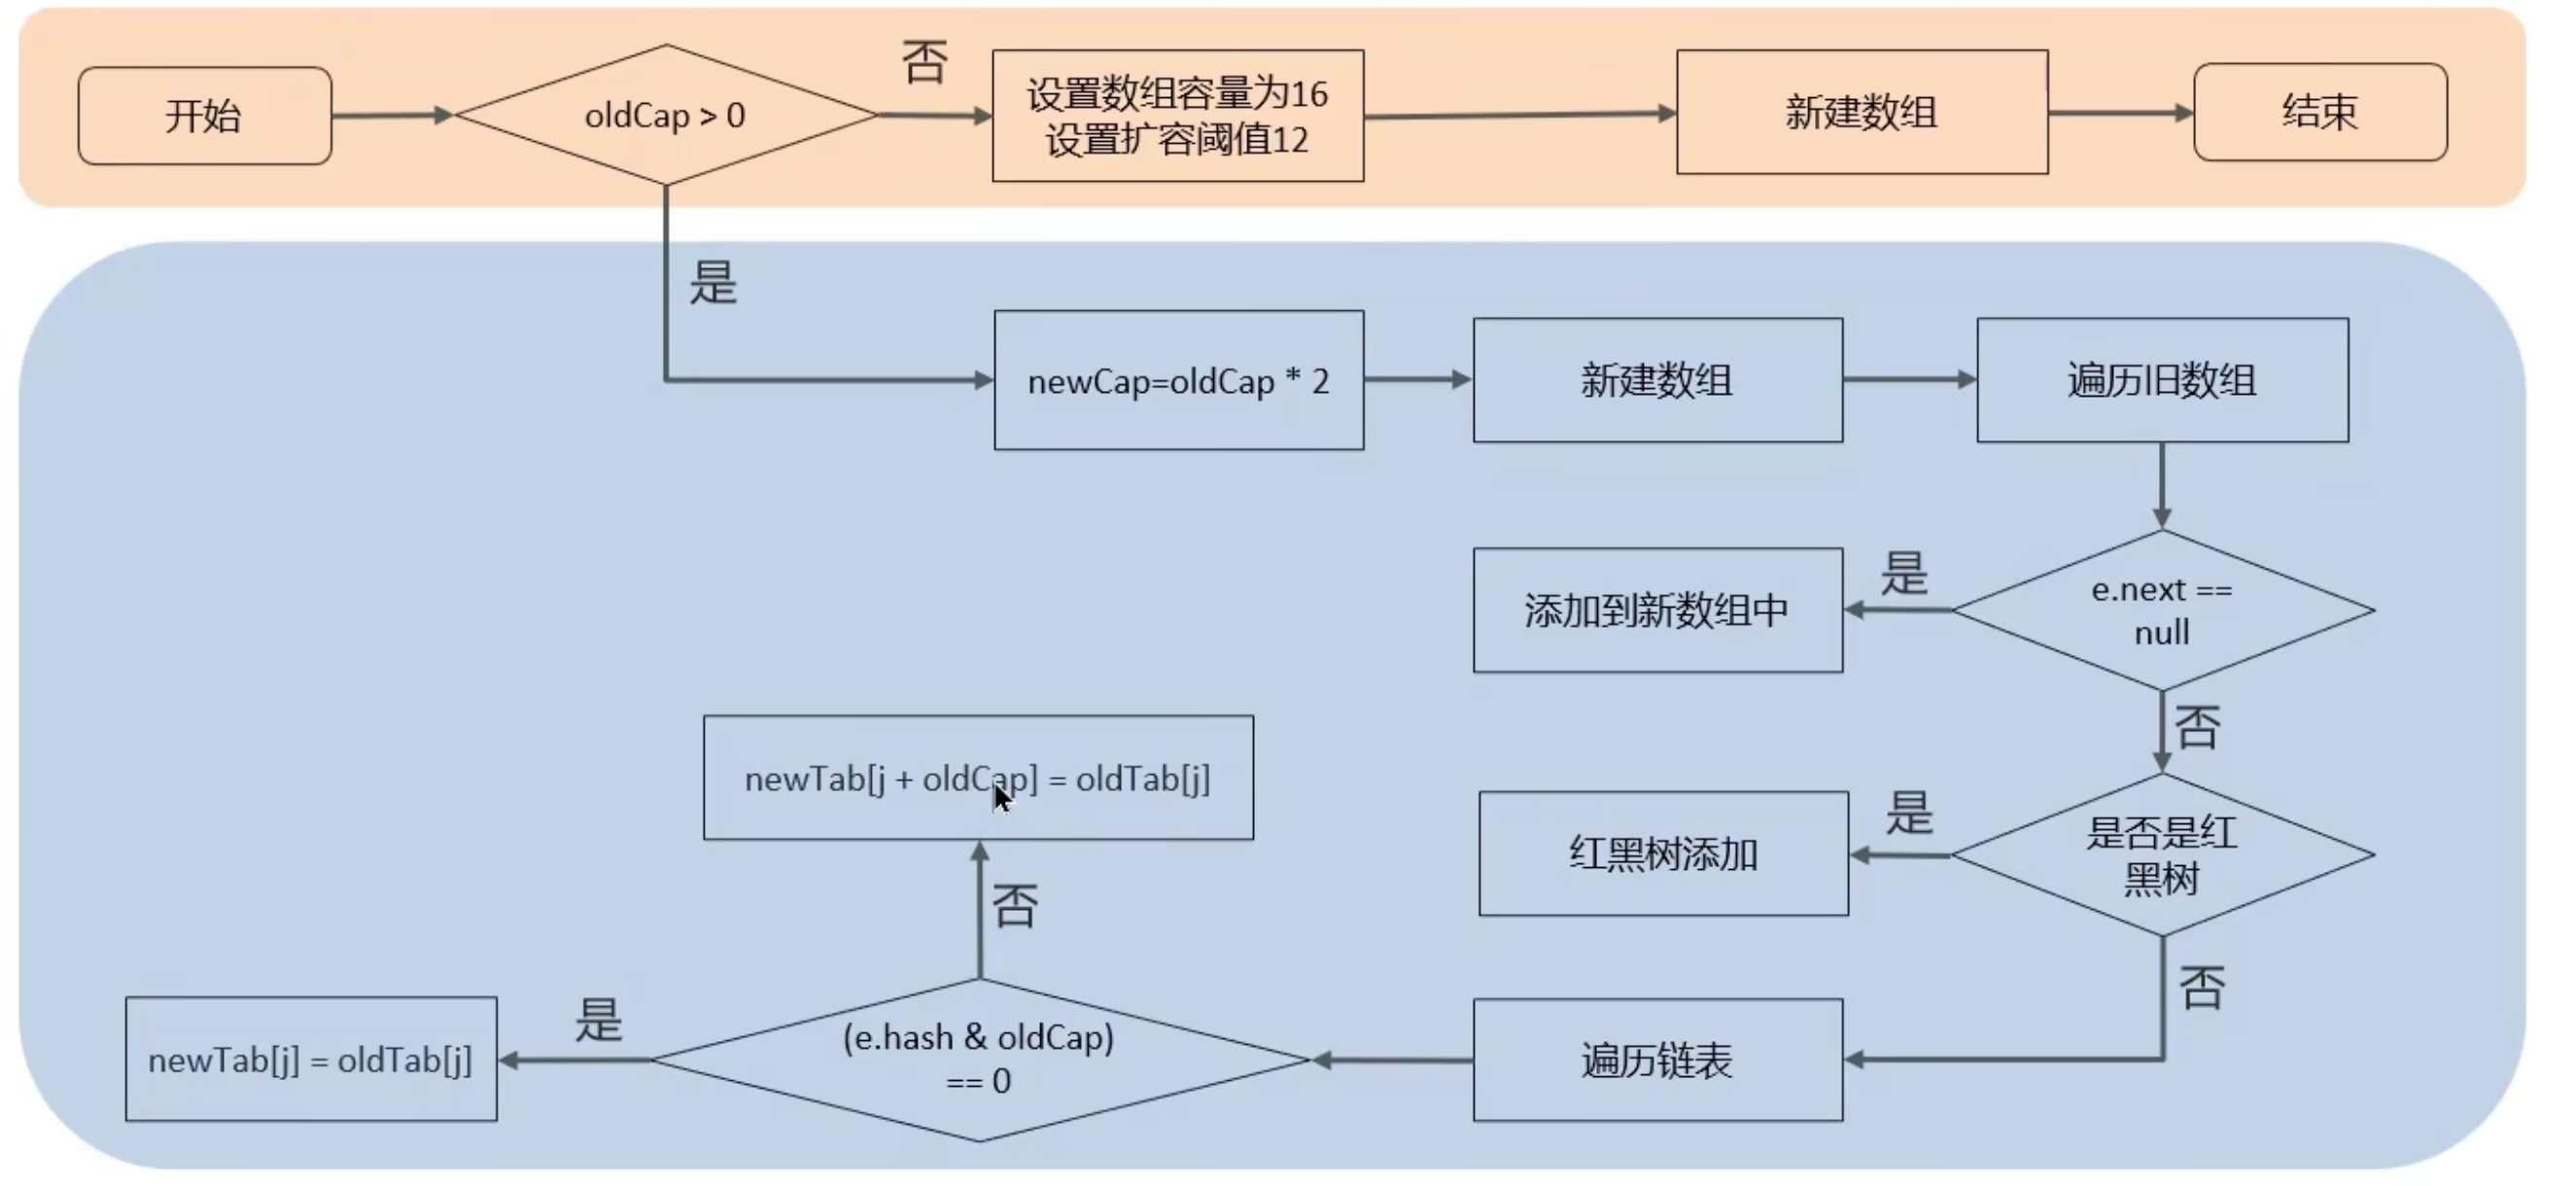 开始
oldCap > 0
否
设置数组容量为16
设置扩容阈值12
新建数组
结束
是
newCap=oldCap * 2
新建数组
遍历旧数组
e.next ==
null
是
添加到新数组中
否
是否是红
黑树
是
红黑树添加
否
遍历链表
(e.hash & oldCap)
== 0
否
newTab[j + oldCap] = oldTab[j]
是
newTab[j] = oldTab[j]